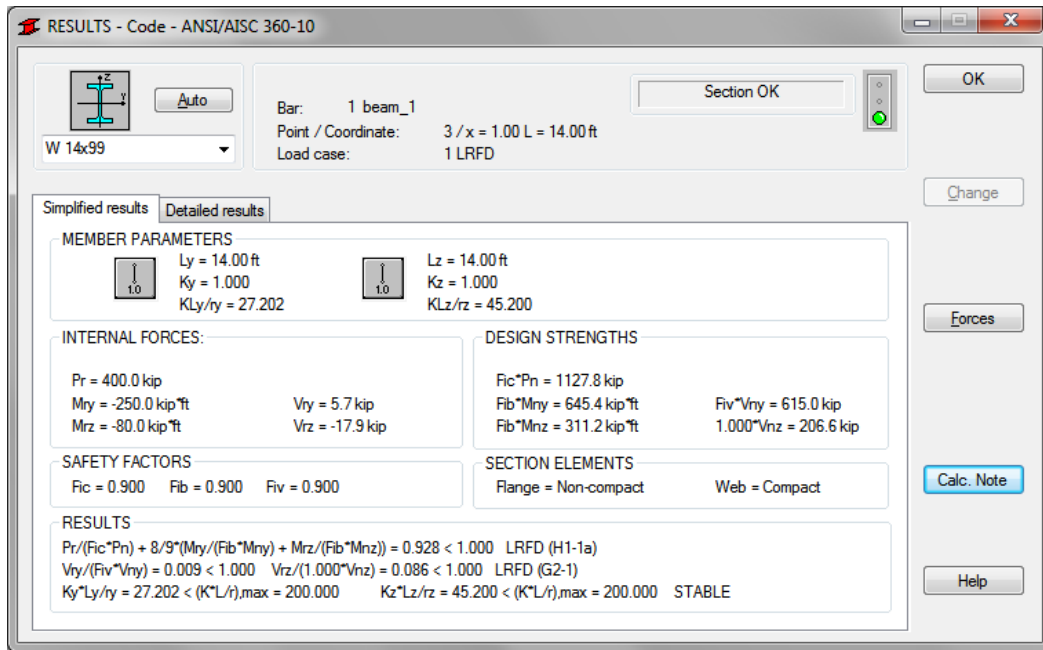 RESULTS - Code - ANSI/AISC 360-10
Z
Y
Auto
W 14x99
Bar: 1 beam_1
Point / Coordinate: 3 / x = 1.00 L = 14.00 ft
Load case: 1 LRFD
Section OK
OK
Change
Simplified results Detailed results
MEMBER PARAMETERS
1.0
Ly = 14.00 ft
Ky = 1.000
KLy/ry = 27.202
1.0
Lz = 14.00 ft
Kz = 1.000
KLz/rz = 45.200
Forces
INTERNAL FORCES:
Pr = 400.0 kip
Mry = -250.0 kip*ft Vry = 5.7 kip
Mrz = -80.0 kip*ft Vrz = -17.9 kip
DESIGN STRENGTHS
Fic*Pn = 1127.8 kip
Fib*Mny = 645.4 kip*ft Fiv*Vny = 615.0 kip
Fib*Mnz = 311.2 kip*ft 1.000*Vnz = 206.6 kip
SAFETY FACTORS
Fic = 0.900 Fib = 0.900 Fiv = 0.900
SECTION ELEMENTS
Flange = Non-compact Web = Compact
Calc. Note
RESULTS
Pr/(Fic*Pn) + 8/9*(Mry/(Fib*Mny) + Mrz/(Fib*Mnz)) = 0.928 < 1.000 LRFD (H1-1a)
Vry/(Fiv*Vny) = 0.009 < 1.000 Vrz/(1.000*Vnz) = 0.086 < 1.000 LRFD (G2-1)
Ky*Ly/ry = 27.202 < (K*L/r),max = 200.000 Kz*Lz/rz = 45.200 < (K*L/r),max = 200.000 STABLE
Help